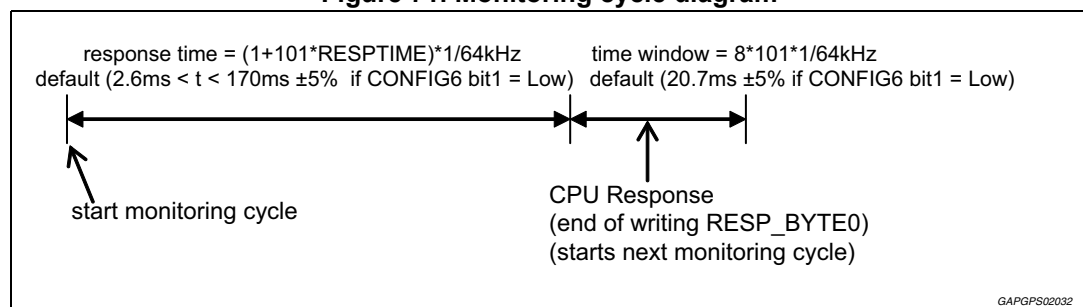 Figure Monitoring cycle diagram
response time = (1+101*RESPTIME)*1/64kHz
default (2.6ms < t < 170ms ±5% if CONFIG6 bit1 = Low)
time window = 8*101*1/64kHz
default (20.7ms ±5% if CONFIG6 bit1 = Low)
start monitoring cycle
CPU Response
(end of writing RESP_BYTE0)
(starts next monitoring cycle)
GAPGPS02032